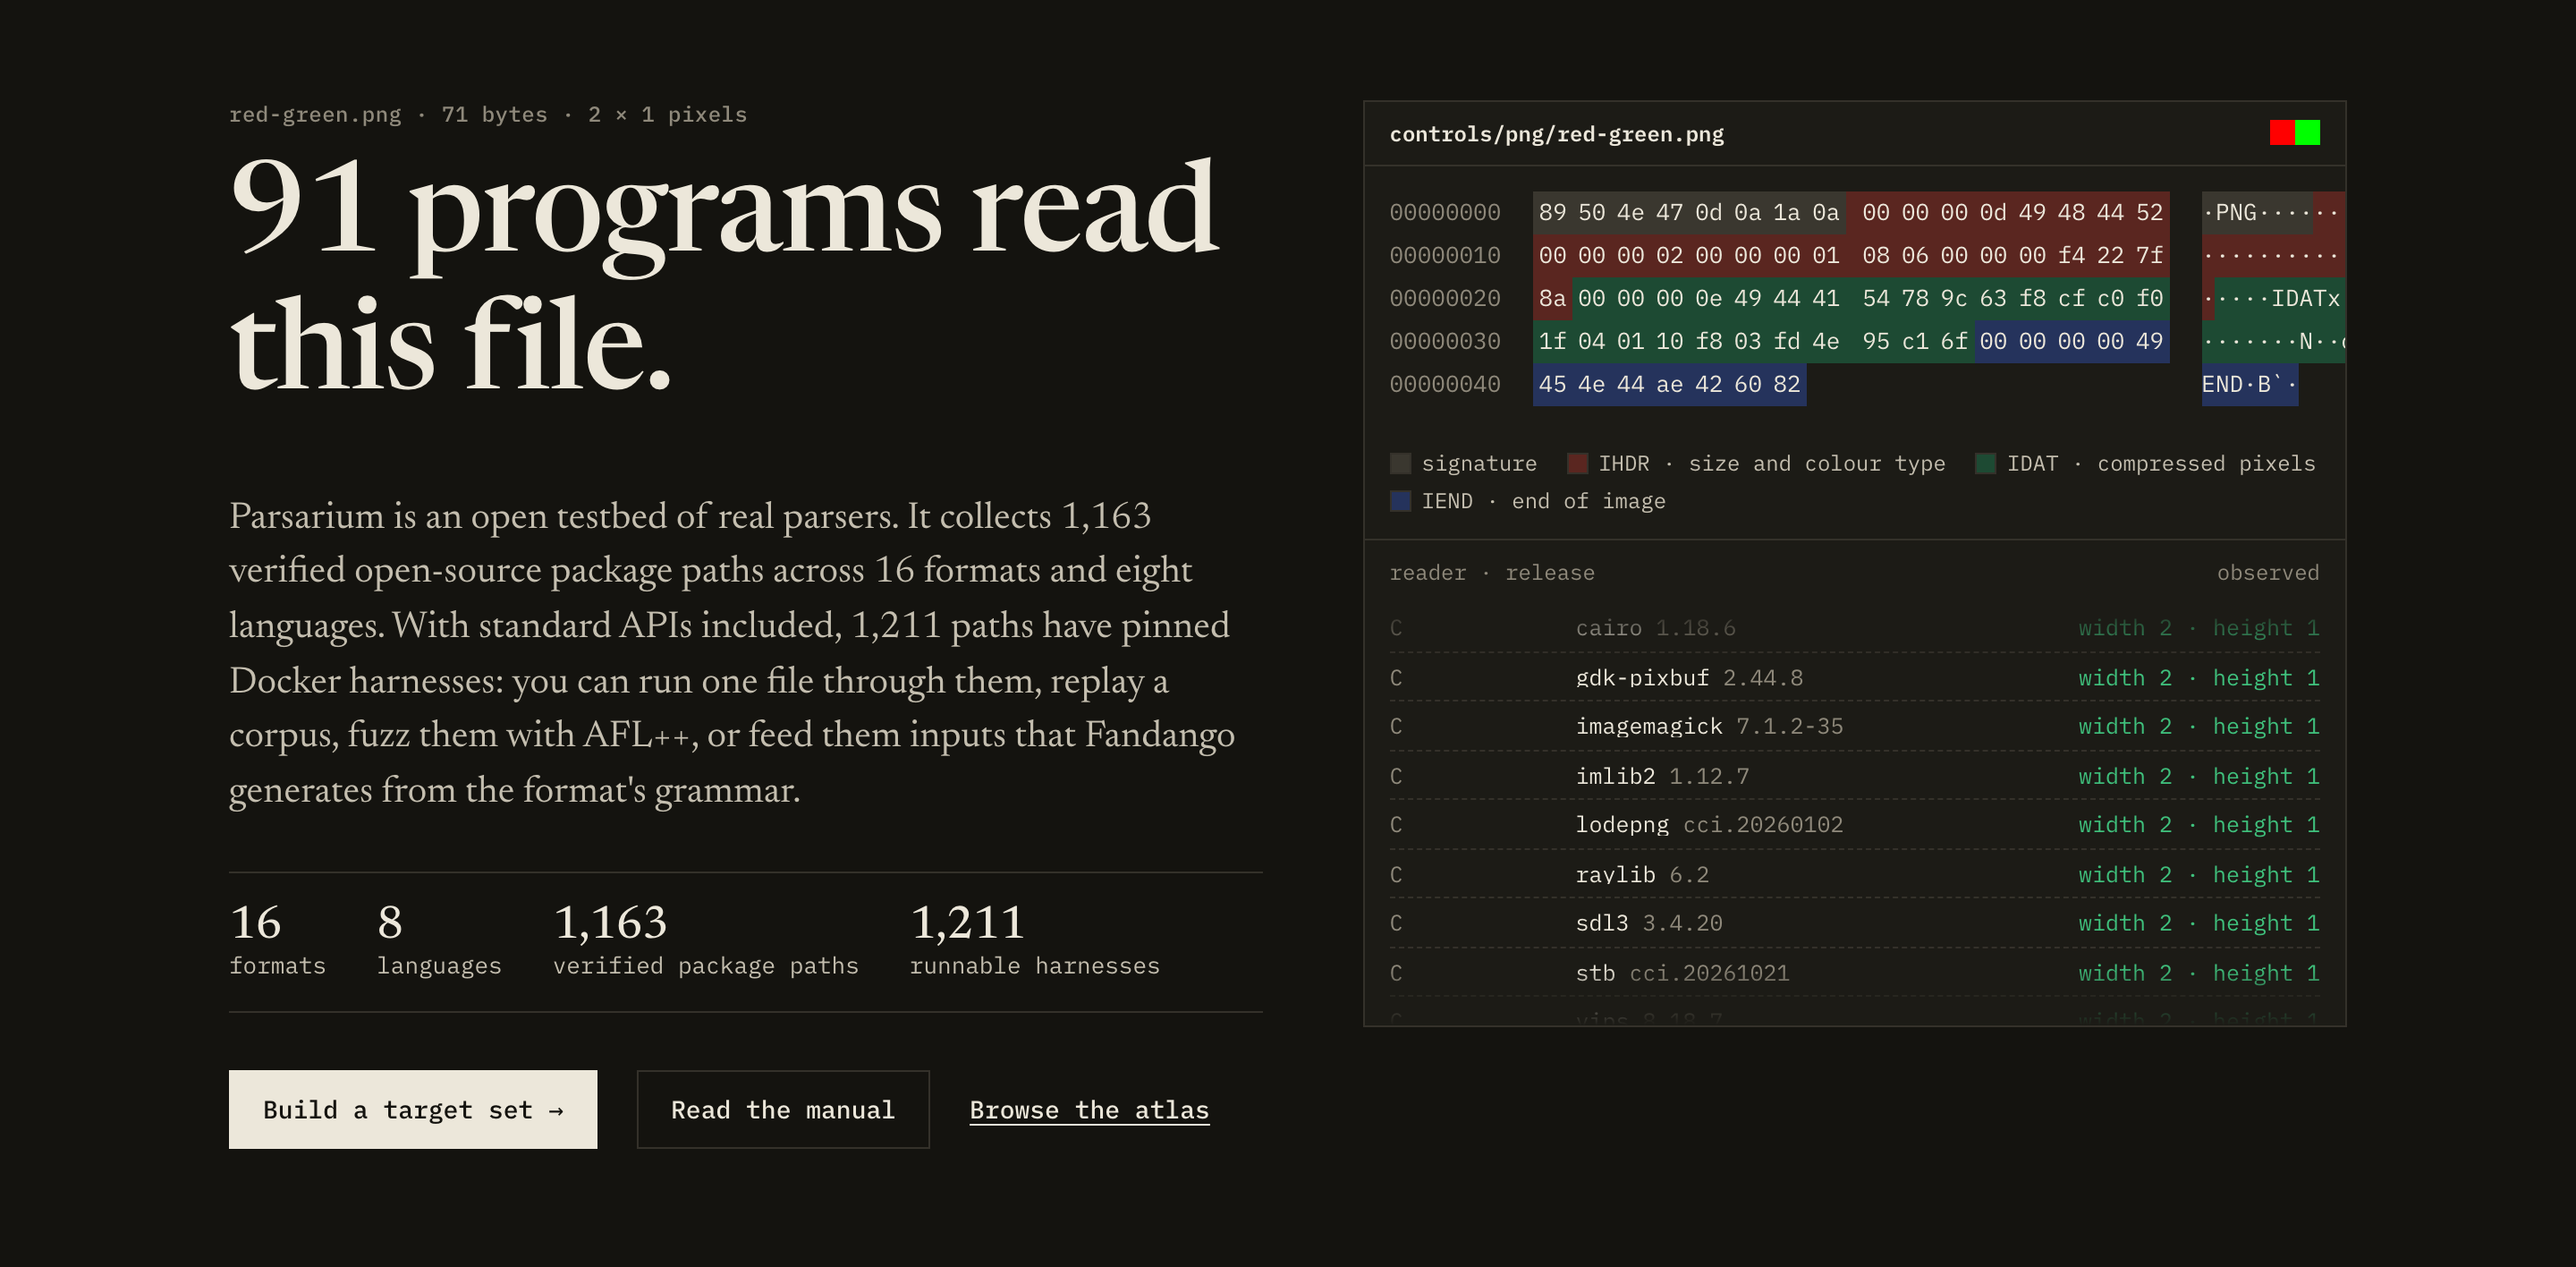 red-green.png · 71 bytes · 2 × 1 pixels
91 programs read
this file.
Parsarium is an open testbed of real parsers. It collects 1,163
verified open-source package paths across 16 formats and eight
languages. With standard APIs included, 1,211 paths have pinned
Docker harnesses: you can run one file through them, replay a
corpus, fuzz them with AFL++, or feed them inputs that Fandango
generates from the format's grammar.
16 8 1,163 1,211
formats languages verified package paths runnable harnesses
Build a target set → Read the manual Browse the atlas
controls/png/red-green.png
00000000 89 50 4e 47 0d 0a 1a 0a 00 00 00 0d 49 48 44 52 ·PNG······
00000010 00 00 00 02 00 00 00 01 08 06 00 00 00 f4 22 7f ··········
00000020 8a 00 00 00 0e 49 44 41 54 78 9c 63 f8 cf c0 f0 ·····IDATx
00000030 1f 04 01 10 f8 03 fd 4e 95 c1 6f 00 00 00 00 49 ·······N··
00000040 45 4e 44 ae 42 60 82 END·B`·
signature IHDR · size and colour type IDAT · compressed pixels
IEND · end of image
reader · release observed
C cairo 1.18.6 width 2 · height 1
C gdk-pixbuf 2.44.8 width 2 · height 1
C imagemagick 7.1.2-35 width 2 · height 1
C imlib2 1.12.7 width 2 · height 1
C lodepng cci.20260102 width 2 · height 1
C raylib 6.2 width 2 · height 1
C sdl3 3.4.20 width 2 · height 1
C stb cci.20261021 width 2 · height 1
C vips 8.18.7 width 2 · height 1